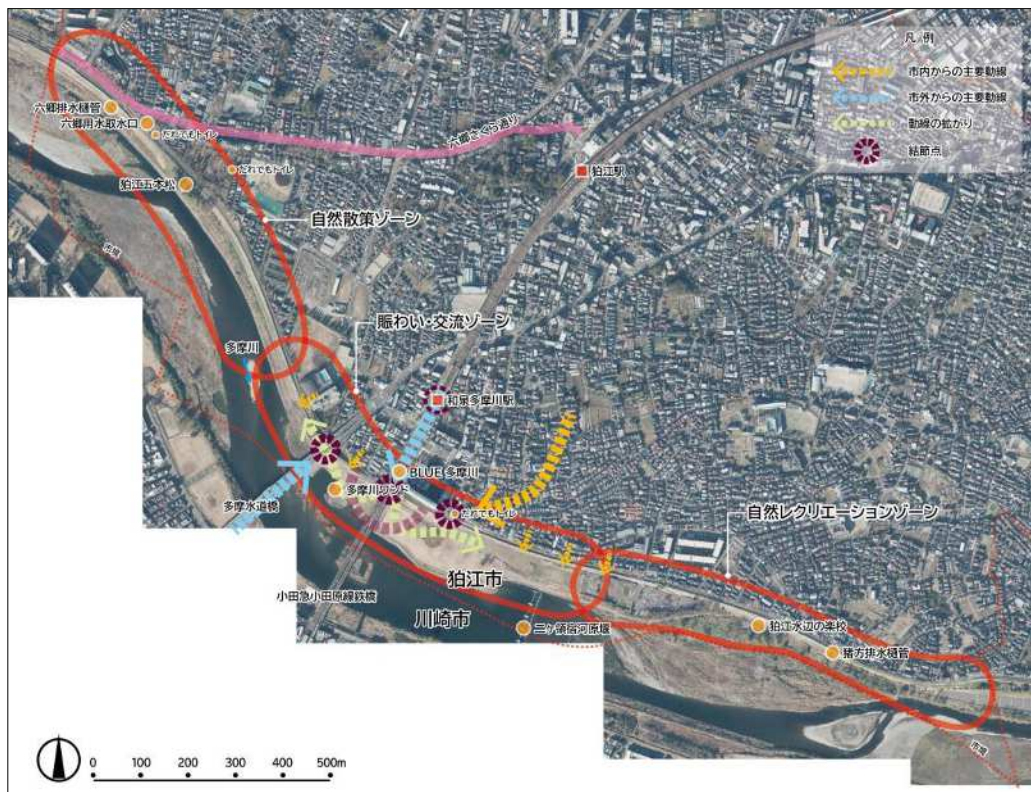 凡 例
市内からの主要動線
市外からの主要動線
動線の拡がり
結節点
六郷排水樋管
六郷用水取水口
だれでもトイレ
六郷さくら通り
だれでもトイレ
狛江駅
狛江五本松
自然散策ゾーン
市境
賑わい・交流ゾーン
多摩川
和泉多摩川駅
BLUE 多摩川
多摩川ワンド
多摩水道橋
だれでもトイレ
自然レクリエーションゾーン
狛江市
小田急小田原線鉄橋
川崎市
二ヶ領宿河原堰
狛江水辺の楽校
猪方排水樋管
市境
0 100 200 300 400 500m